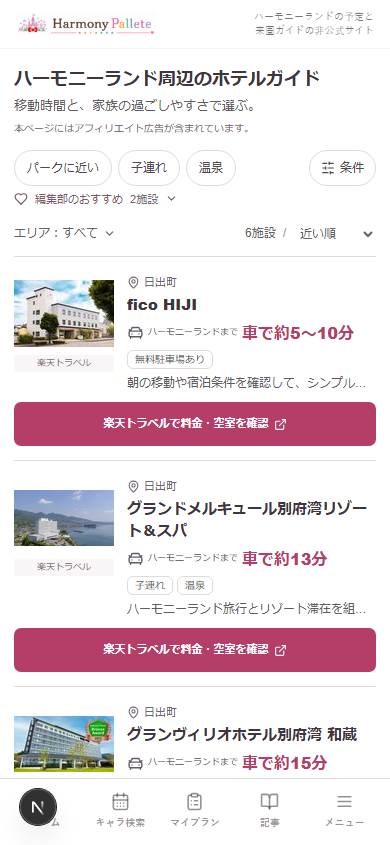 Harmony Pallete
ハーモニーランドの予定と
来園ガイドの非公式サイト
ハーモニーランド周辺のホテルガイド
移動時間と、家族の過ごしやすさで選ぶ。
本ページにはアフィリエイト広告が含まれています。
パークに近い 子連れ 温泉 条件
編集部のおすすめ 2施設
エリア：すべて 6施設 / 近い順
日出町
fico HIJI
ハーモニーランドまで 車で約5〜10分
無料駐車場あり
朝の移動や宿泊条件を確認して、シンプル…
楽天トラベル
楽天トラベルで料金・空室を確認
日出町
グランドメルキュール別府湾リゾー
ト＆スパ
ハーモニーランドまで 車で約13分
子連れ 温泉
ハーモニーランド旅行とリゾート滞在を組…
楽天トラベル
楽天トラベルで料金・空室を確認
日出町
グランヴィリオホテル別府湾 和蔵
ハーモニーランドまで 車で約15分
N
ム キャラ検索 マイプラン 記事 メニュー